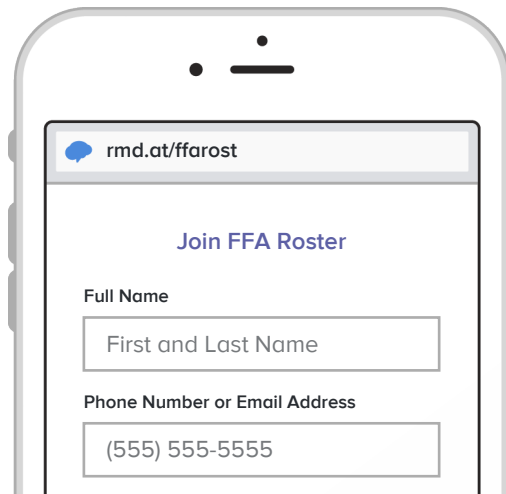 rmd.at/ffarost
Join FFA Roster
Full Name
First and Last Name
Phone Number or Email Address
(555) 555-5555